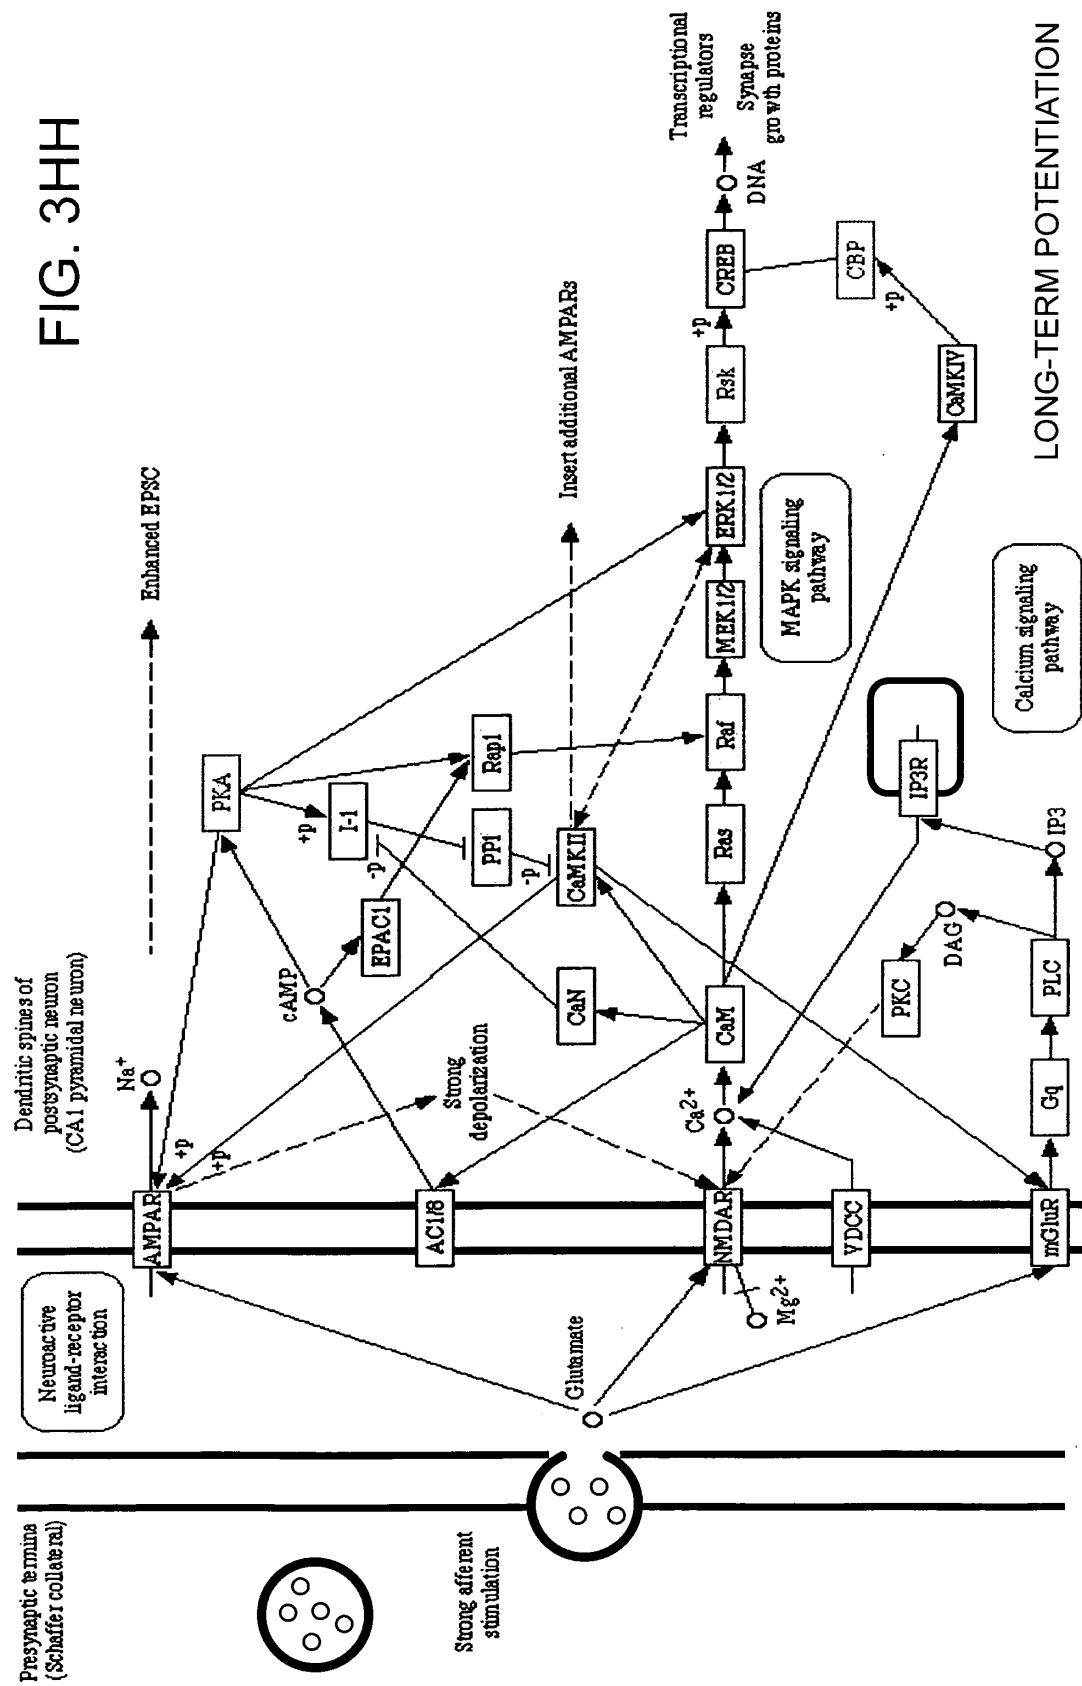 FIG. 3HH
Presynaptic termina
(Schaffer collateral)
Strong afferent
stimulation
Neuroactive
ligand-receptor
interaction
Glutamate
Mg2+
Dendritic spines of
postsynaptic neuron
(CA1 pyramidal neuron)
AMPAR
Na+
+p
+p
Enhanced EPSC
AC1/8
cAMP
PKA
EPAC1
+p
I-1
-p
Rap1
PP1
-p
CaMKII
Insert additional AMPARs
CaN
Strong
depolarization
NMDAR
Ca2+
CaM
Ras
Raf
MEK1/2
ERK1/2
Rsk
+p
CREB
DNA
Transcriptional
regulators
Synapse
growth proteins
MAPK signaling
pathway
CBP
+p
CaMKIV
VDCC
PKC
DAG
IP3R
IP3
mGluR
Gq
PLC
Calcium signaling
pathway
LONG-TERM POTENTIATION